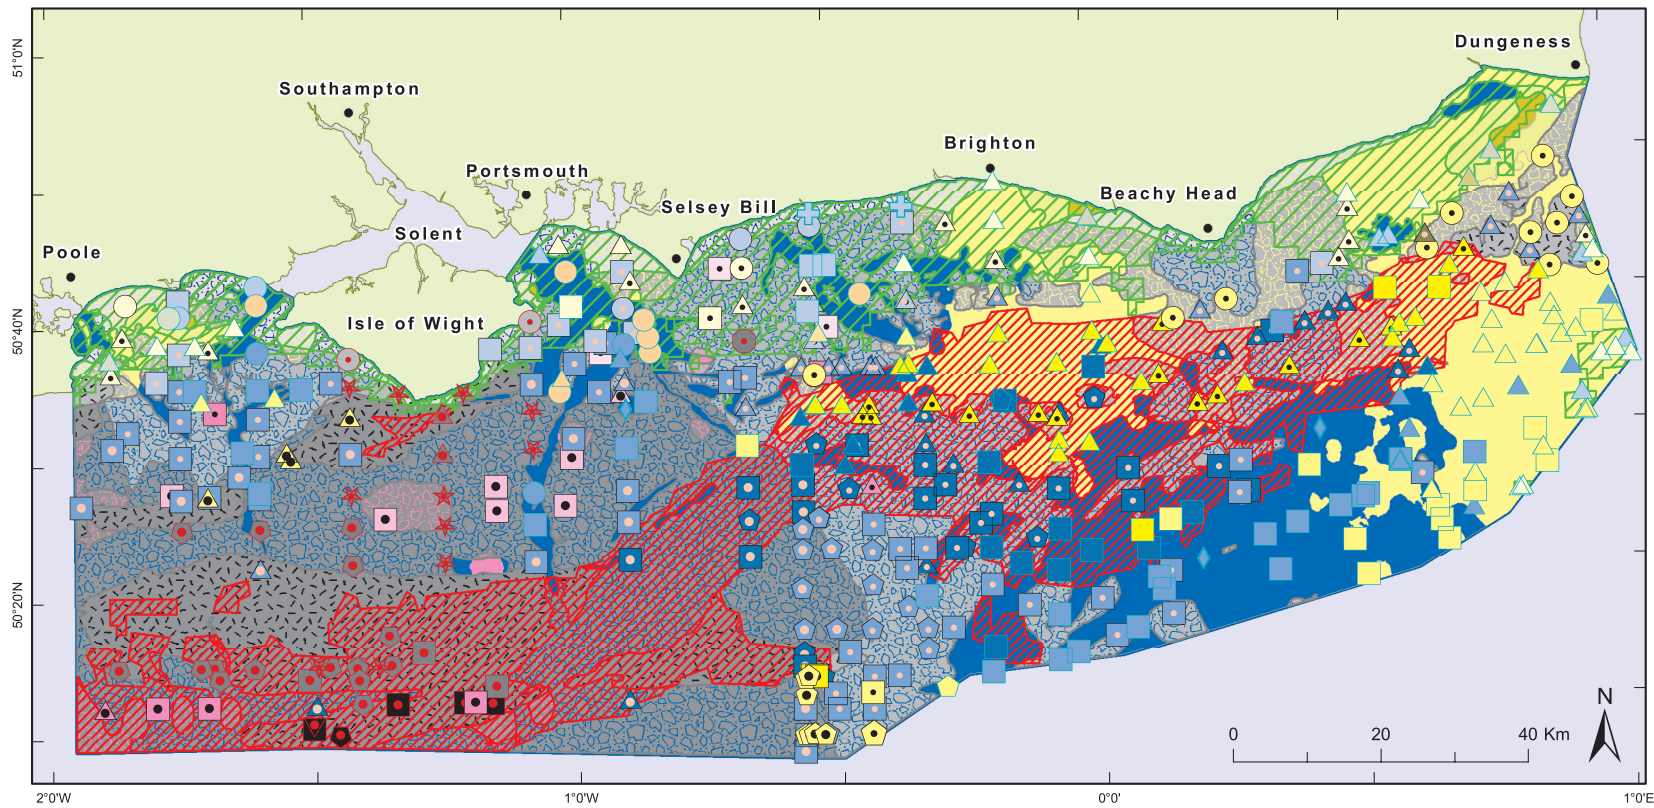 Dungeness
Southampton
Brighton
Portsmouth
Beachy Head
Selsey Bill
Solent
Poole
Isle of Wight
51°0'N
50°40'N
50°20'N
N
0 20 40 Km
2°0'W 1°0'W 0°0' 1°0'E